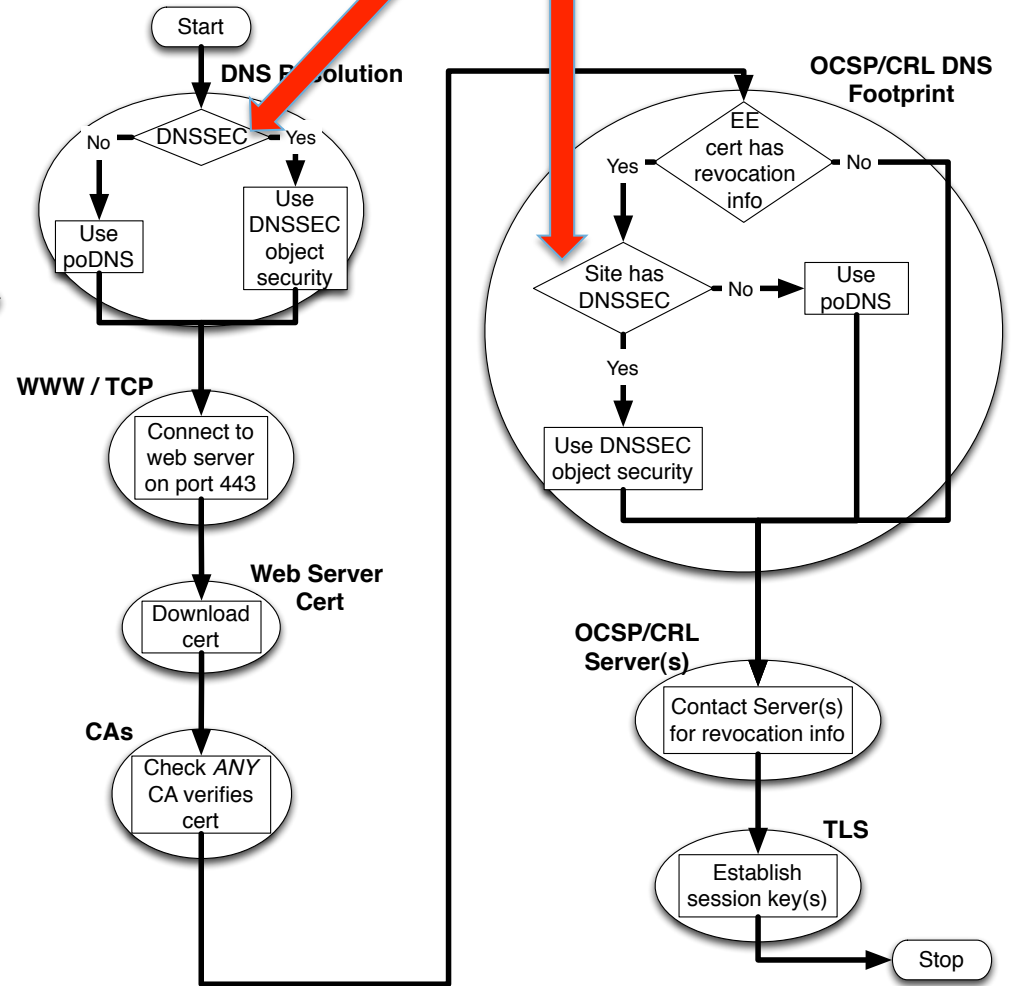 Start
DNS Resolution
DNSSEC
No
Yes
Use
poDNS
Use
DNSSEC
object
security
WWW / TCP
Connect to
web server
on port 443
Web Server
Cert
Download
cert
CAs
Check ANY
CA verifies
cert
OCSP/CRL DNS
Footprint
EE
cert has
revocation
info
Yes
No
Site has
DNSSEC
No
Use
poDNS
Yes
Use DNSSEC
object security
OCSP/CRL
Server(s)
Contact Server(s)
for revocation info
TLS
Establish
session key(s)
Stop